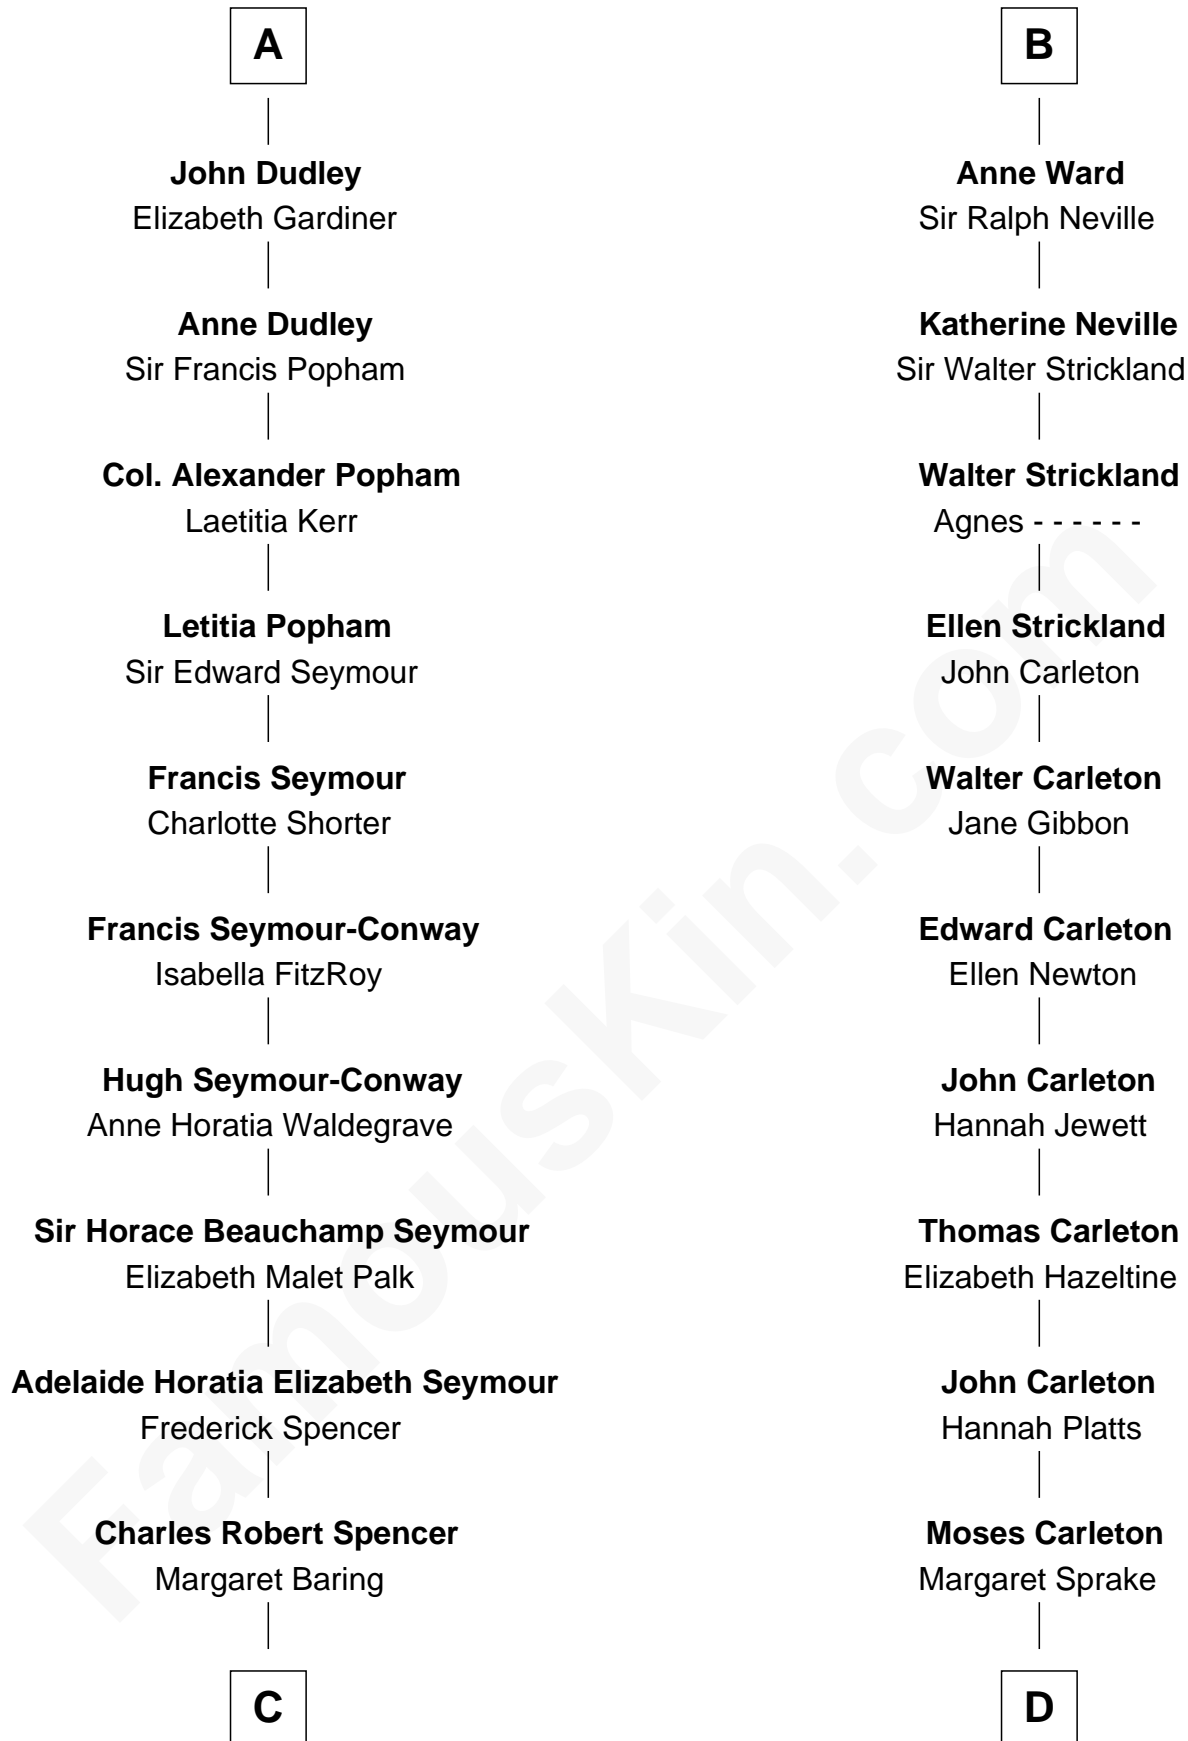 A
John Dudley
Elizabeth Gardiner
Anne Dudley
Sir Francis Popham
Col. Alexander Popham
Laetitia Kerr
Letitia Popham
Sir Edward Seymour
Francis Seymour
Charlotte Shorter
Francis Seymour-Conway
Isabella FitzRoy
Hugh Seymour-Conway
Anne Horatia Waldegrave
Sir Horace Beauchamp Seymour
Elizabeth Malet Palk
Adelaide Horatia Elizabeth Seymour
Frederick Spencer
Charles Robert Spencer
Margaret Baring
C
B
Anne Ward
Sir Ralph Neville
Katherine Neville
Sir Walter Strickland
Walter Strickland
Agnes - - - - - -
Ellen Strickland
John Carleton
Walter Carleton
Jane Gibbon
Edward Carleton
Ellen Newton
John Carleton
Hannah Jewett
Thomas Carleton
Elizabeth Hazeltine
John Carleton
Hannah Platts
Moses Carleton
Margaret Sprake
D
FamousKin.com